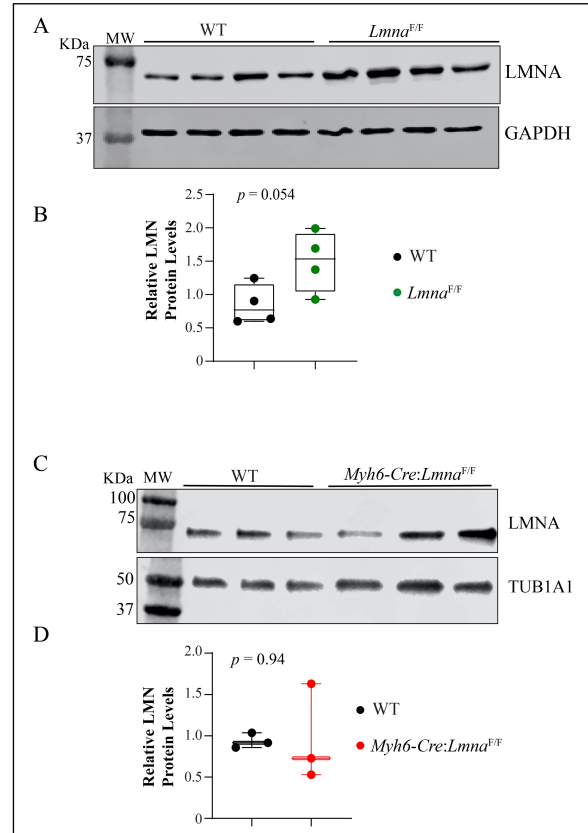 A
KDa
MW
WT
Lmna^F/F
75
LMNA
37
GAPDH
B
p = 0.054
Relative LMN
Protein Levels
2.5
2.0
1.5
1.0
0.5
0
WT
Lmna^F/F
C
KDa
MW
WT
Myh6-Cre:Lmna^F/F
100
75
LMNA
50
37
TUB1A1
D
p = 0.94
Relative LMN
Protein Levels
2.0
1.5
1.0
0.5
0
WT
Myh6-Cre:Lmna^F/F